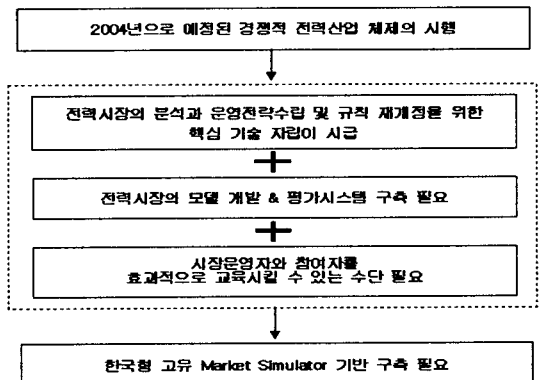 2004년으로 예정된 경쟁적 전력산업 체제의 시행
전력시장의 분석과 운영전략수립 및 규칙 재개정을 위한
핵심 기술 자립이 시급
+
전력시장의 모델 개발 & 평가시스템 구축 필요
+
시장운영자와 참여자를
효과적으로 교육시킬 수 있는 수단 필요
한국형 고유 Market Simulator 기반 구축 필요